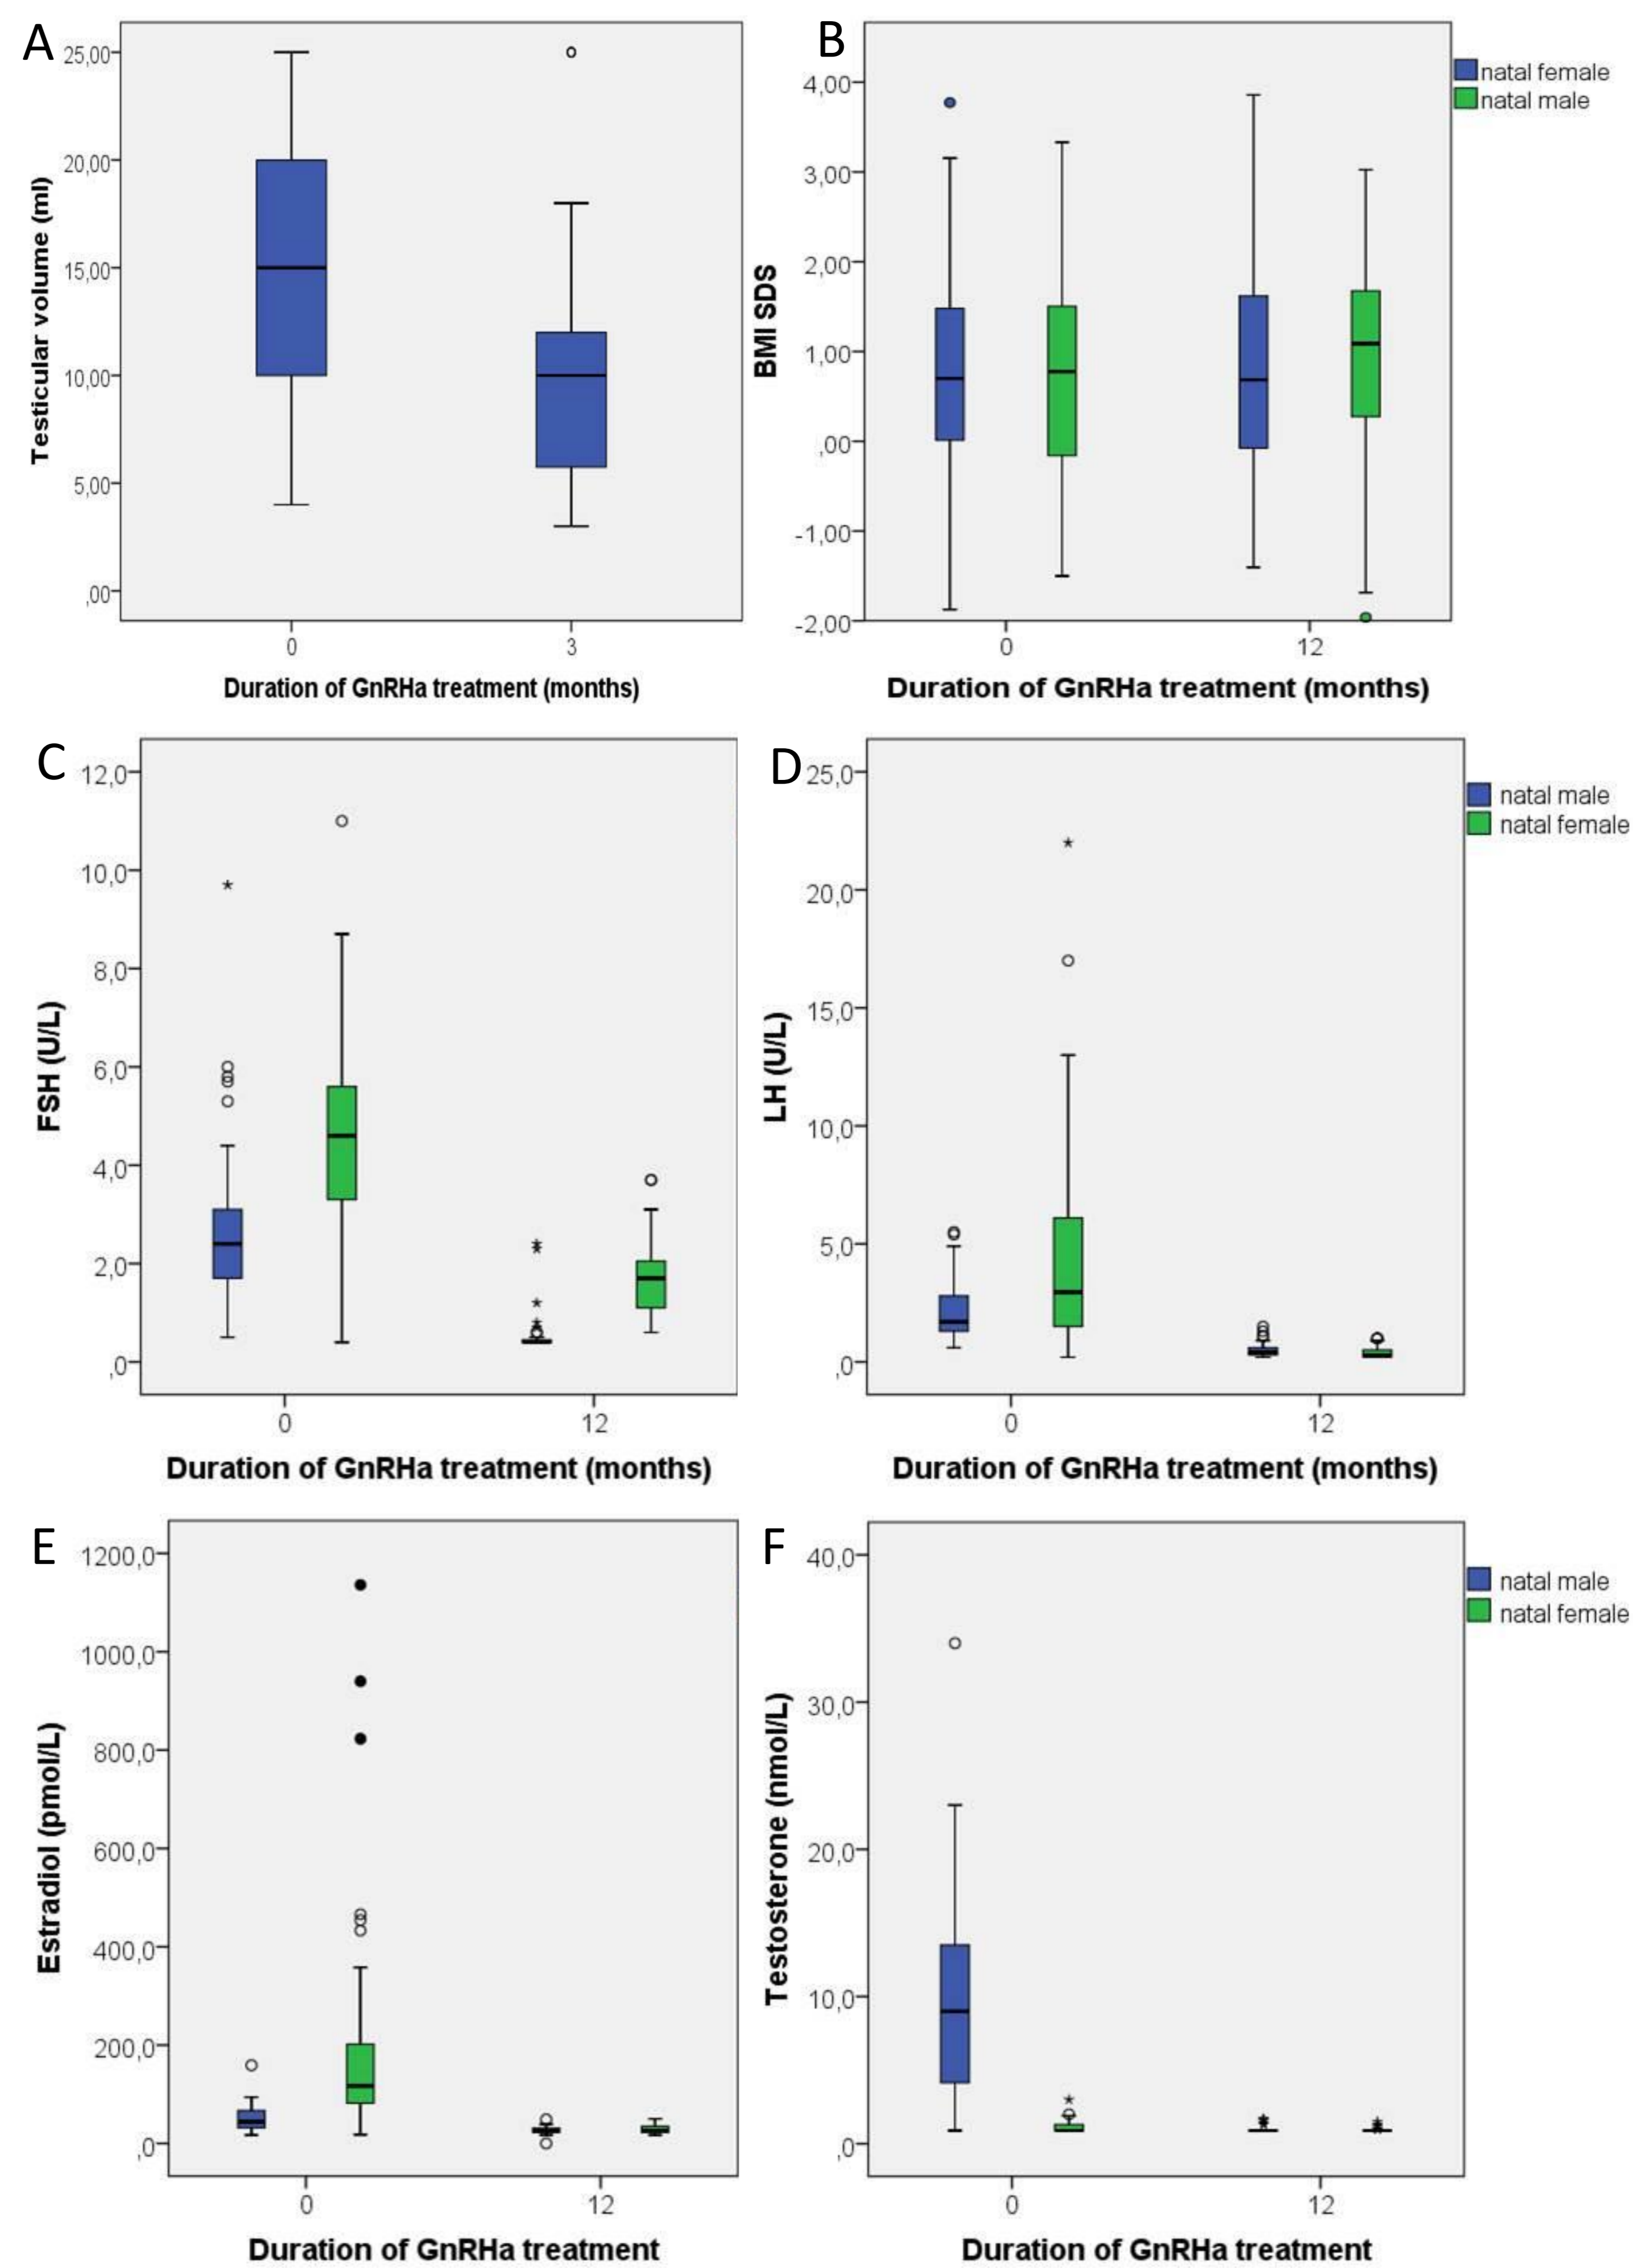 A
25,00
20,00
15,00
10,00
5,00
,00
Testicular volume (ml)
0
3
Duration of GnRHa treatment (months)
B
4,00
3,00
2,00
1,00
,00
-1,00
-2,00
BMI SDS
0
12
Duration of GnRHa treatment (months)
natal female
natal male
C
12,0
10,0
8,0
6,0
4,0
2,0
,0
FSH (U/L)
0
12
Duration of GnRHa treatment (months)
D
25,0
20,0
15,0
10,0
5,0
,0
LH (U/L)
0
12
Duration of GnRHa treatment (months)
natal male
natal female
E
1200,0
1000,0
800,0
600,0
400,0
200,0
,0
Estradiol (pmol/L)
0
12
Duration of GnRHa treatment
F
40,0
30,0
20,0
10,0
,0
Testosterone (nmol/L)
0
12
Duration of GnRHa treatment
natal male
natal female